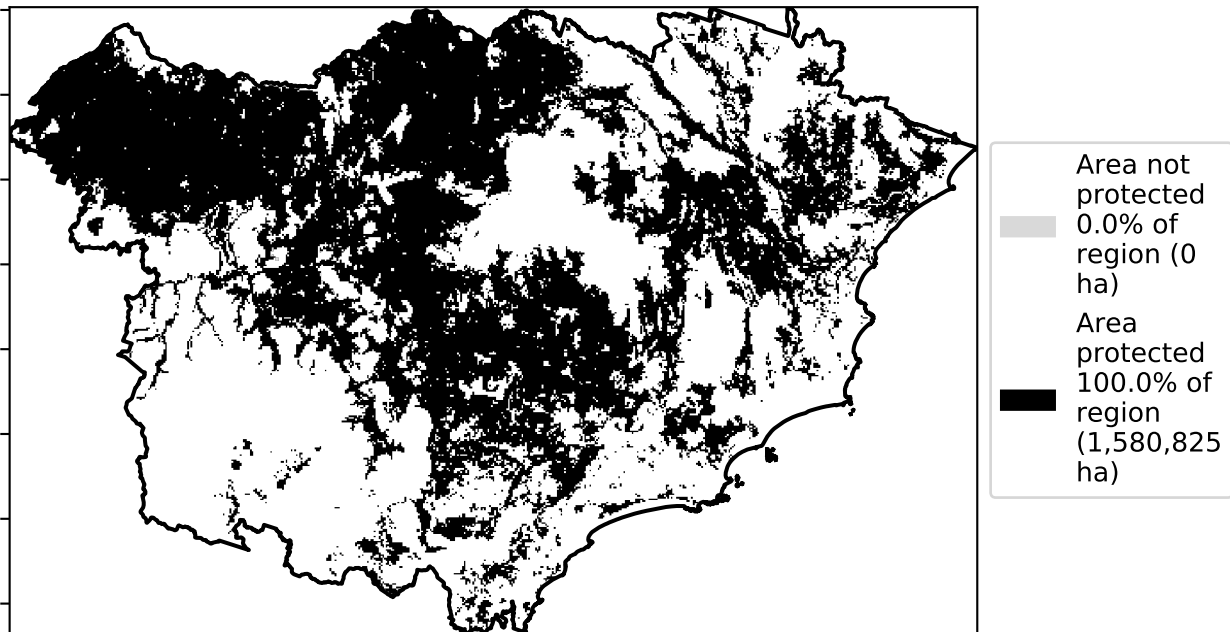 Area not
protected
0.0% of
region (0
ha)
Area
protected
100.0% of
region
(1,580,825
ha)